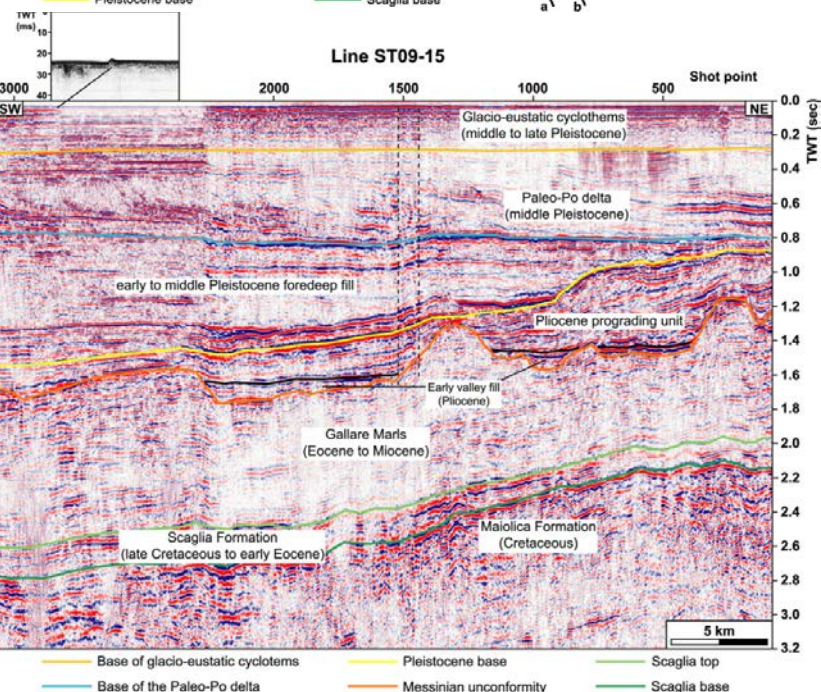 Pleistocene base
Scaglia base
a
b
TWT
(ms)
10
20
30
40
Line ST09-15
Shot point
3000
2000
1500
1000
500
SW
NE
TWT (sec)
0.0
0.2
0.4
0.6
0.8
1.0
1.2
1.4
1.6
1.8
2.0
2.2
2.4
2.6
2.8
3.0
3.2
Glacio-eustatic cyclothems
(middle to late Pleistocene)
Paleo-Po delta
(middle Pleistocene)
early to middle Pleistocene foredeep fill
Pliocene prograding unit
Early valley fill
(Pliocene)
Gallare Marls
(Eocene to Miocene)
Scaglia Formation
(late Cretaceous to early Eocene)
Maiolica Formation
(Cretaceous)
5 km
Base of glacio-eustatic cyclotems
Pleistocene base
Scaglia top
Base of the Paleo-Po delta
Messinian unconformity
Scaglia base